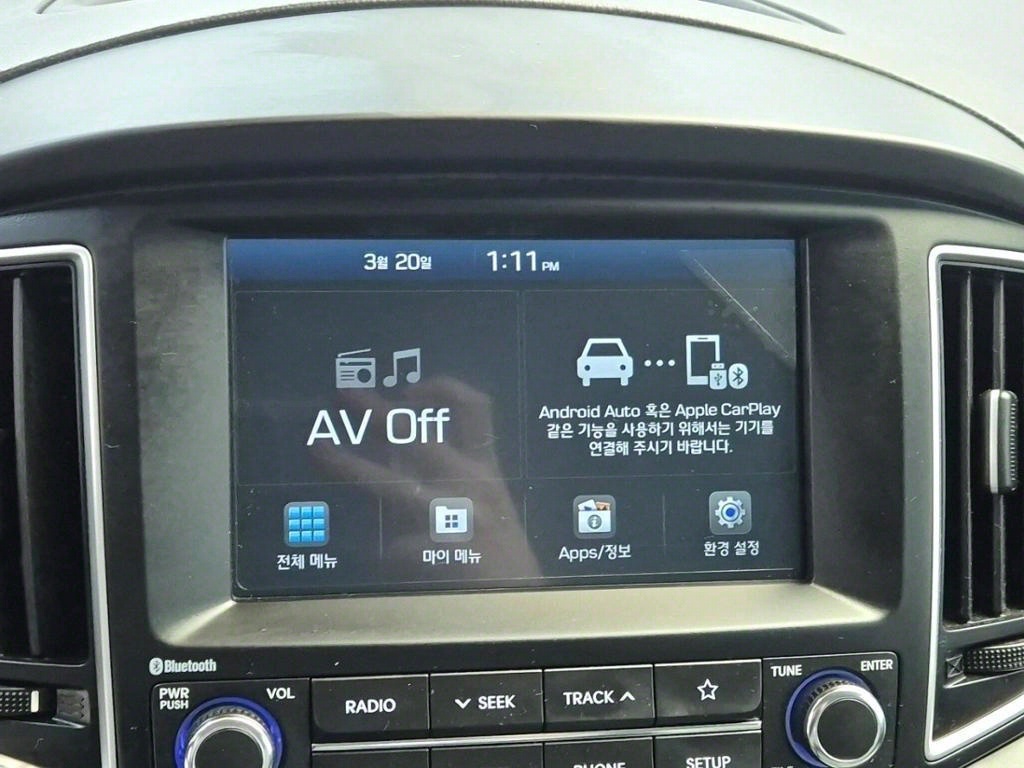 3월 20일 1:11 PM
AV Off
Android Auto 혹은 Apple CarPlay
같은 기능을 사용하기 위해서는 기기를
연결해 주시기 바랍니다.
전체 메뉴 마이 메뉴 Apps/정보 환경 설정
Bluetooth
PWR
PUSH
VOL
RADIO
SEEK
TRACK
TUNE
ENTER
PHONE
SETUP